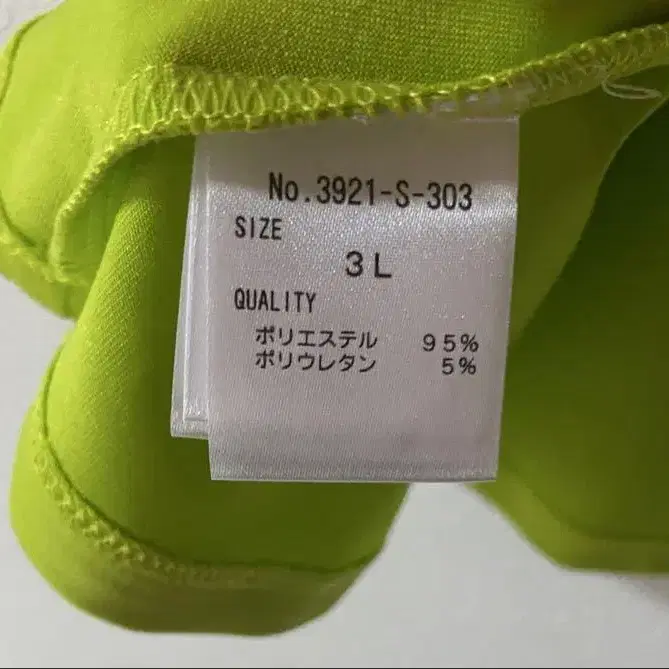 No.3921-S-303
SIZE
3L
QUALITY
ポリエステル 95%
ポリウレタン 5%